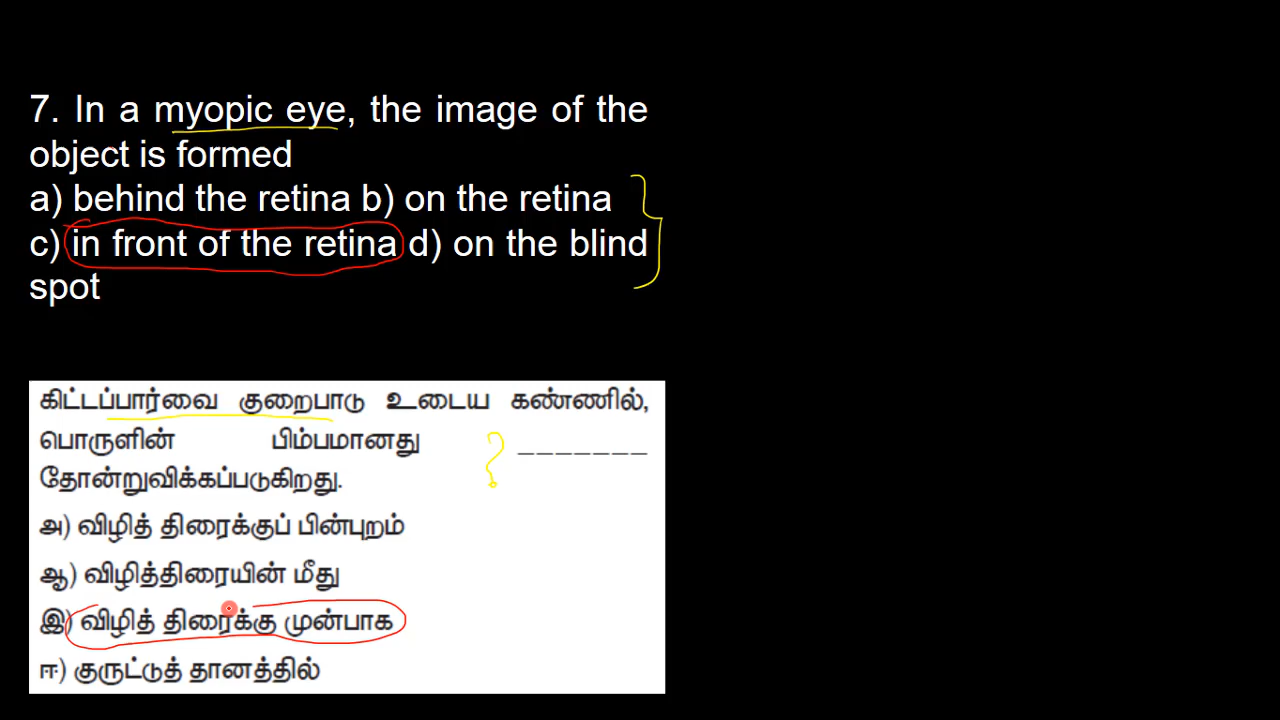 7. In a myopic eye, the image of the
object is formed
a) behind the retina b) on the retina
c) in front of the retina d) on the blind
spot
கிட்டப்பார்வை குறைபாடு உடைய கண்ணில்,
பொருளின் பிம்பமானது ? _______
தோன்றுவிக்கப்படுகிறது.
அ) விழித் திரைக்குப் பின்புறம்
ஆ) விழித்திரையின் மீது
இ) விழித் திரைக்கு முன்பாக
ஈ) குருட்டுத் தானத்தில்